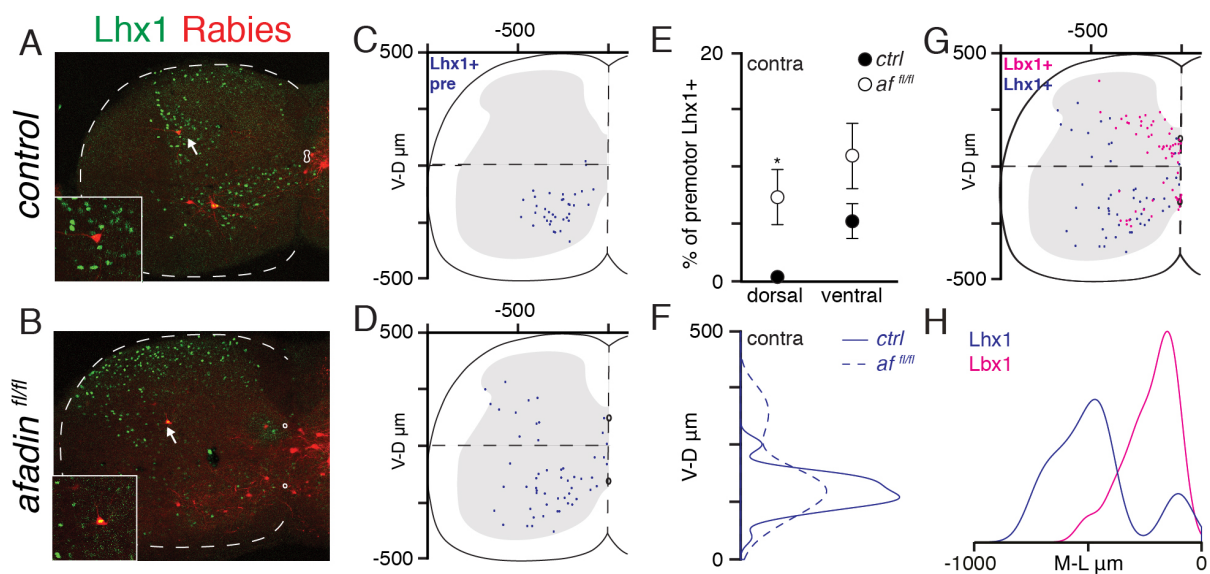 Lhx1 Rabies
A
control
B
afadin fl/fl
C
-500
500
Lhx1+
pre
V-D µm
-500
D
500
V-D µm
-500
E
20
contra
ctrl
af fl/fl
*
% of premotor Lhx1+
0
dorsal ventral
F
500
contra
ctrl
af fl/fl
V-D µm
0
G
-500
500
Lbx1+
Lhx1+
V-D µm
-500
H
Lhx1
Lbx1
-1000
M-L µm
0